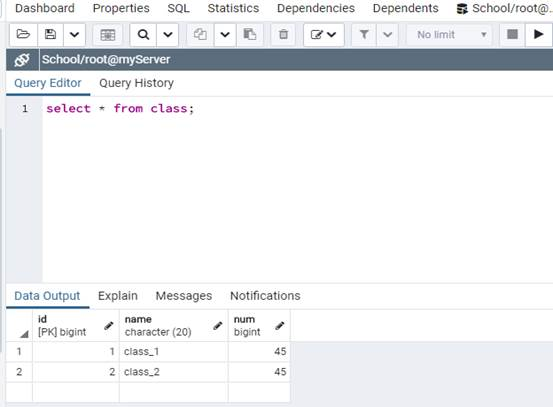 Dashboard Properties SQL Statistics Dependencies Dependents School/root@...
No limit
School/root@myServer
Query Editor Query History
1 select * from class;
Data Output Explain Messages Notifications
id name num
[PK] bigint character (20) bigint
1 1 class_1 45
2 2 class_2 45